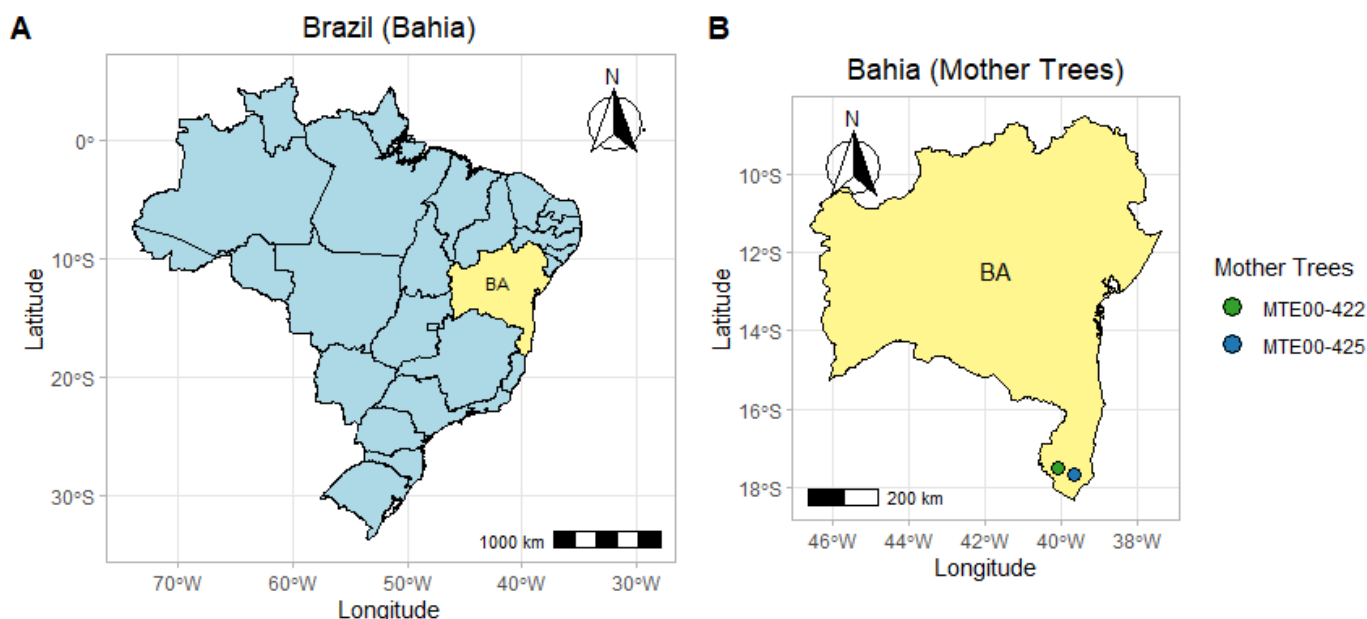 A
Brazil (Bahia)
N
0°
10°S
20°S
30°S
Latitude
BA
1000 km
70°W
60°W
50°W
40°W
30°W
Longitude
B
Bahia (Mother Trees)
N
10°S
12°S
14°S
16°S
18°S
Latitude
BA
200 km
46°W
44°W
42°W
40°W
38°W
Longitude
Mother Trees
MTE00-422
MTE00-425